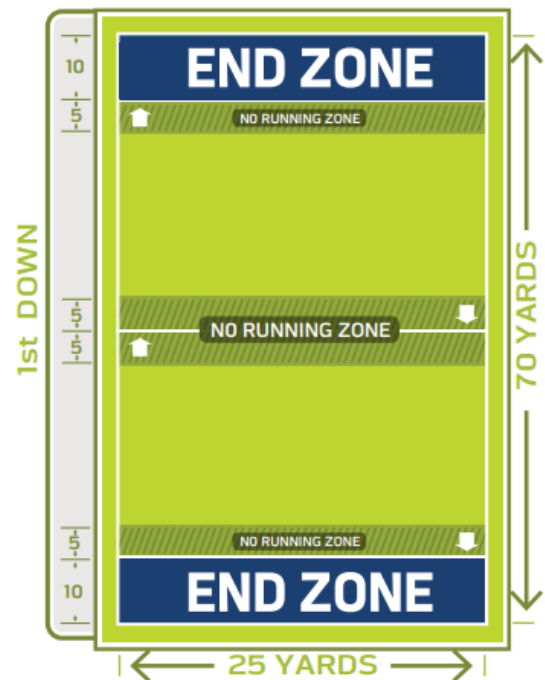 10
END ZONE
5
NO RUNNING ZONE
1st DOWN
5
NO RUNNING ZONE
5
70 YARDS
5
NO RUNNING ZONE
10
END ZONE
25 YARDS